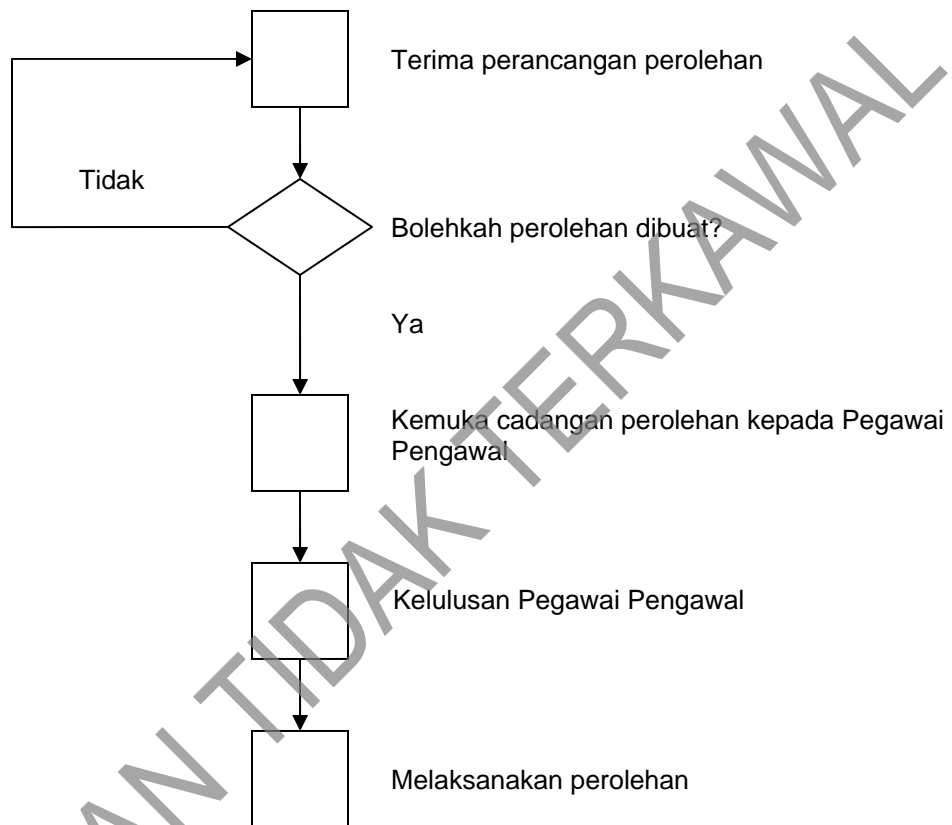 Terima perancangan perolehan
Tidak
Bolehkah perolehan dibuat?
Ya
Kemuka cadangan perolehan kepada Pegawai
Pengawal
Kelulusan Pegawai Pengawal
Melaksanakan perolehan
AN TIDAK TERKAWAL